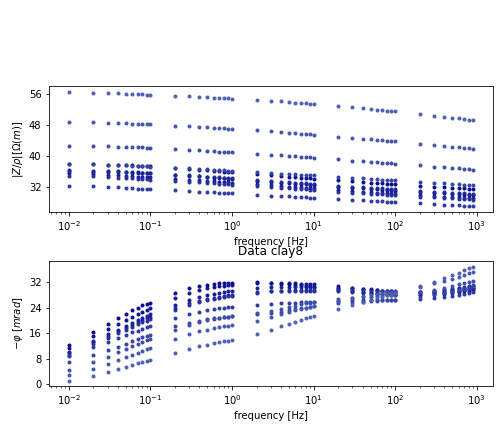 56
48
40
32
|Z/ρ|[Ω(m)]
10⁻² 10⁻¹ 10⁰ 10¹ 10² 10³
frequency [Hz]
Data clay8
32
24
16
8
0
−φ [mrad]
10⁻² 10⁻¹ 10⁰ 10¹ 10² 10³
frequency [Hz]